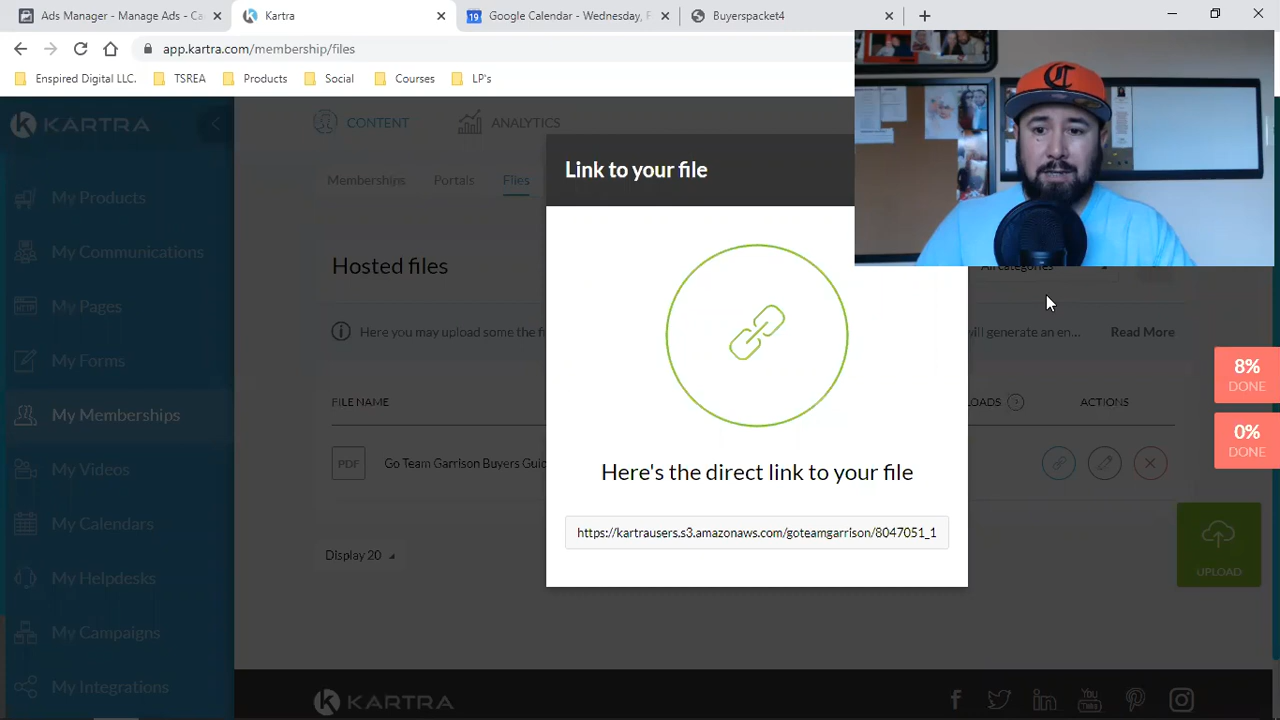 Ads Manager - Manage Ads - Ca
Kartra
Google Calendar - Wednesday, F
Buyerspacket4
app.kartra.com/membership/files
Enspired Digital LLC.
TSREA
Products
Social
Courses
LP's
KARTRA
CONTENT
ANALYTICS
Link to your file
Memberships
Portals
Files
My Products
My Communications
My Pages
My Forms
My Memberships
My Videos
My Calendars
My Helpdesks
My Campaigns
My Integrations
Hosted files
All categories
Here you may upload some the fu
will generate an en...
Read More
8%
DONE
0%
DONE
FILE NAME
LOADS
?
ACTIONS
PDF
Go Team Garrison Buyers Guid
Here's the direct link to your file
https://kartrausers.s3.amazonaws.com/goteamgarrison/8047051_1
Display 20
UPLOAD
KARTRA
You
Tube